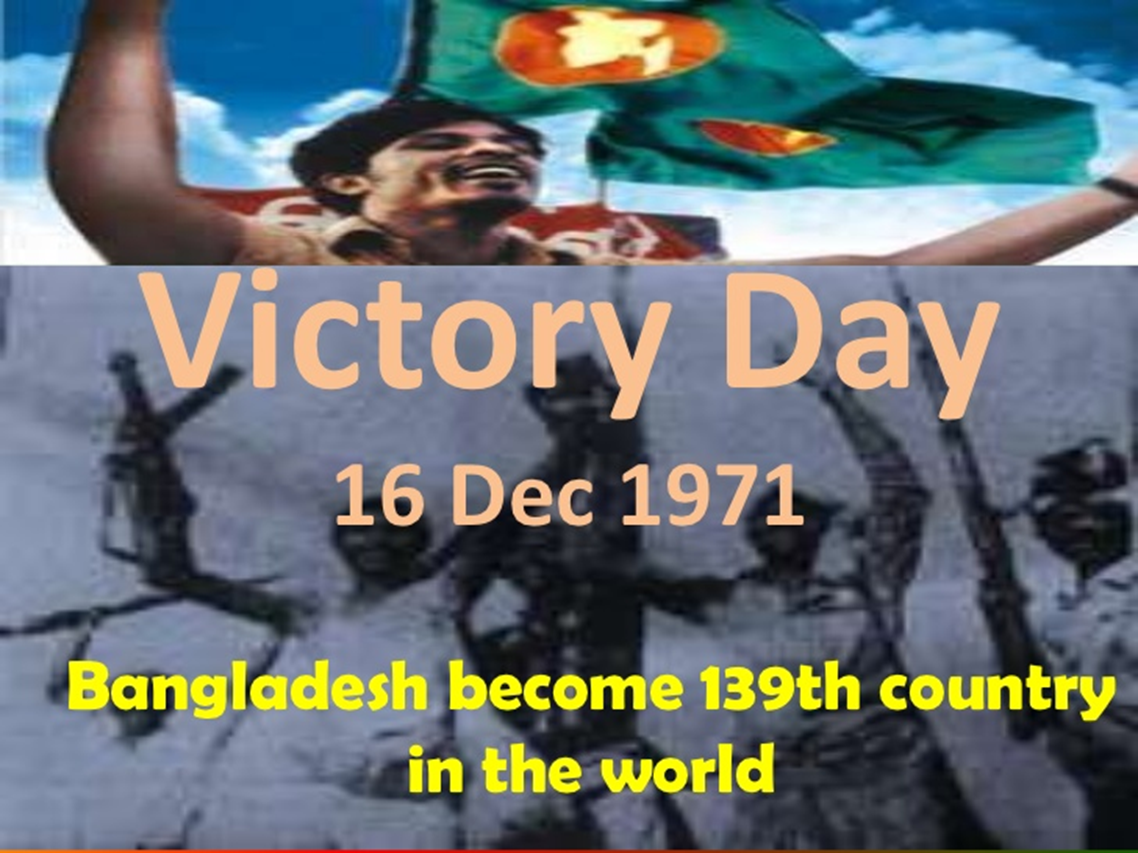 Victory Day
16 Dec 1971
Bangladesh become 139th country
in the world